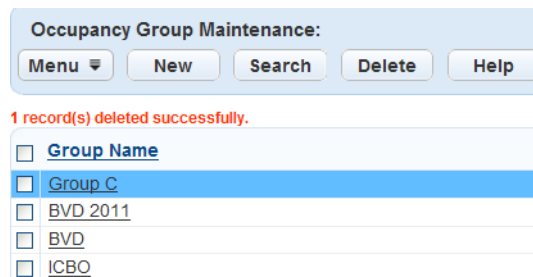 Occupancy Group Maintenance:
Menu New Search Delete Help
1 record(s) deleted successfully.
Group Name
Group C
BVD 2011
BVD
ICBO